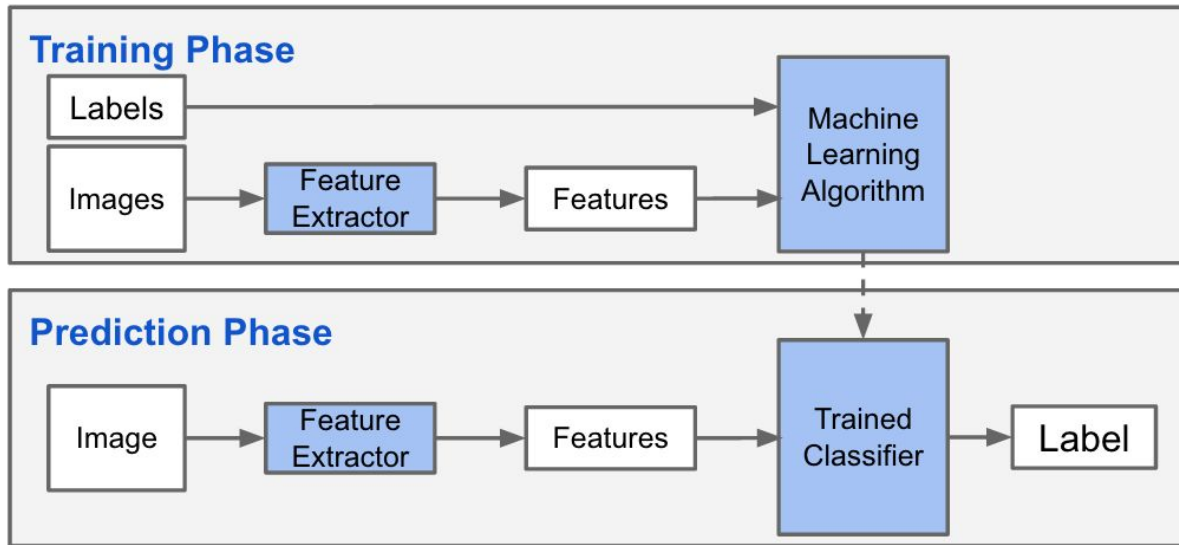 Training Phase
Labels
Images
Feature
Extractor
Features
Machine
Learning
Algorithm
Prediction Phase
Image
Feature
Extractor
Features
Trained
Classifier
Label